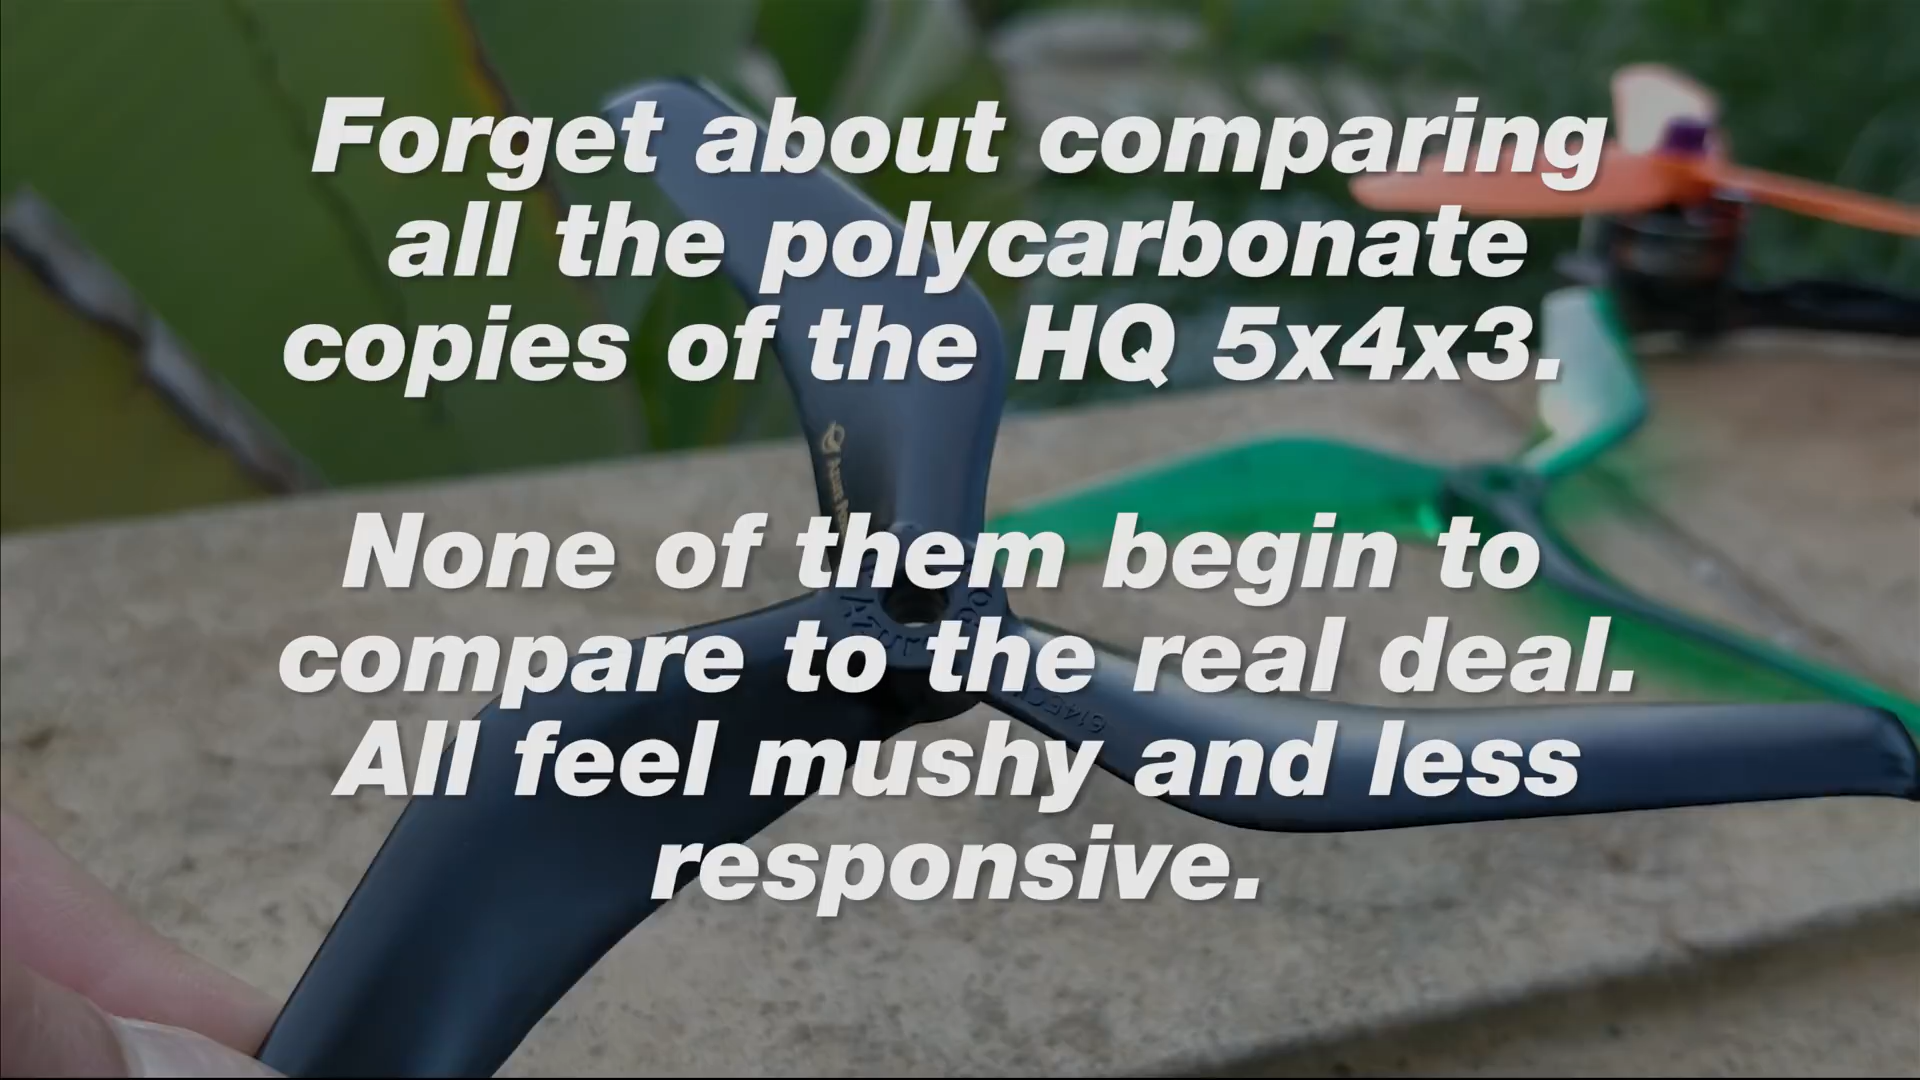 Forget about comparing
all the polycarbonate
copies of the HQ 5x4x3.
None of them begin to
compare to the real deal.
All feel mushy and less
responsive.